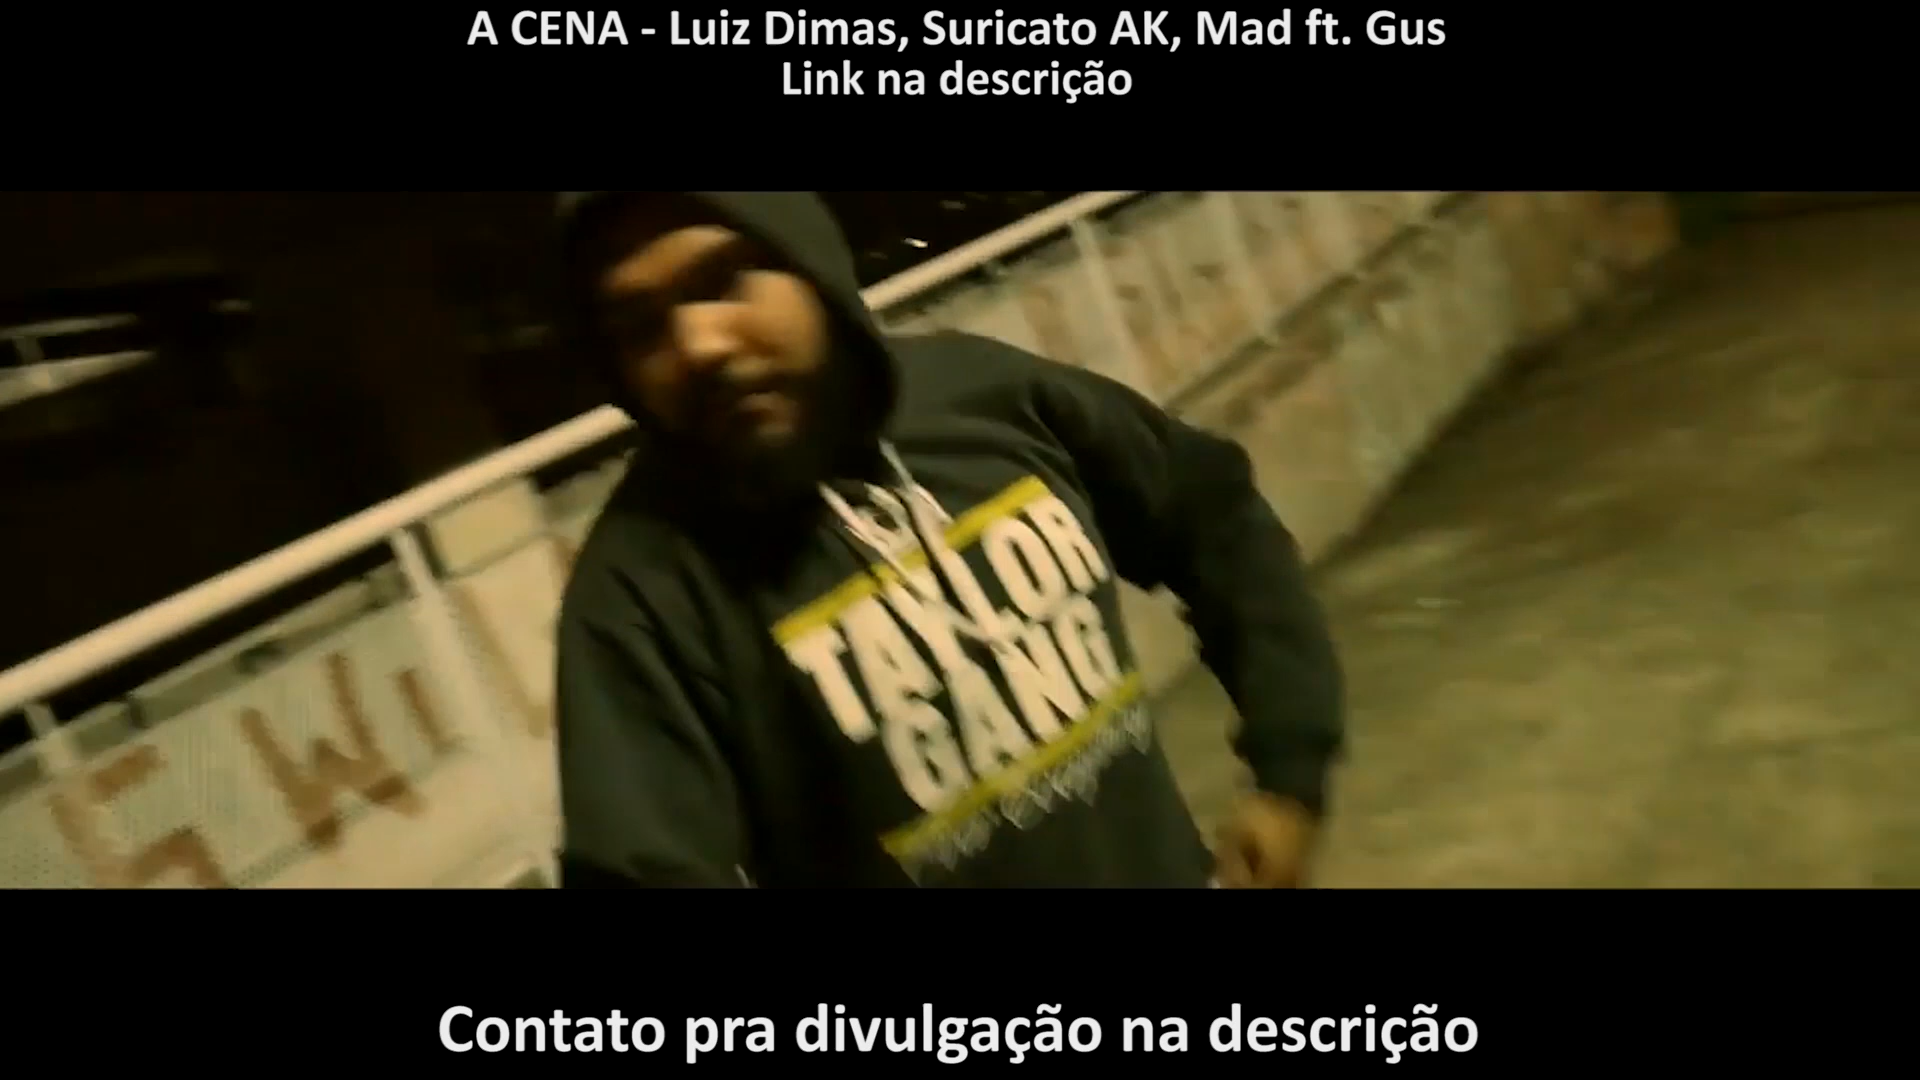 A CENA - Luiz Dimas, Suricato AK, Mad ft. Gus
Link na descrição
TAYLOR
GANG
Contato pra divulgação na descrição